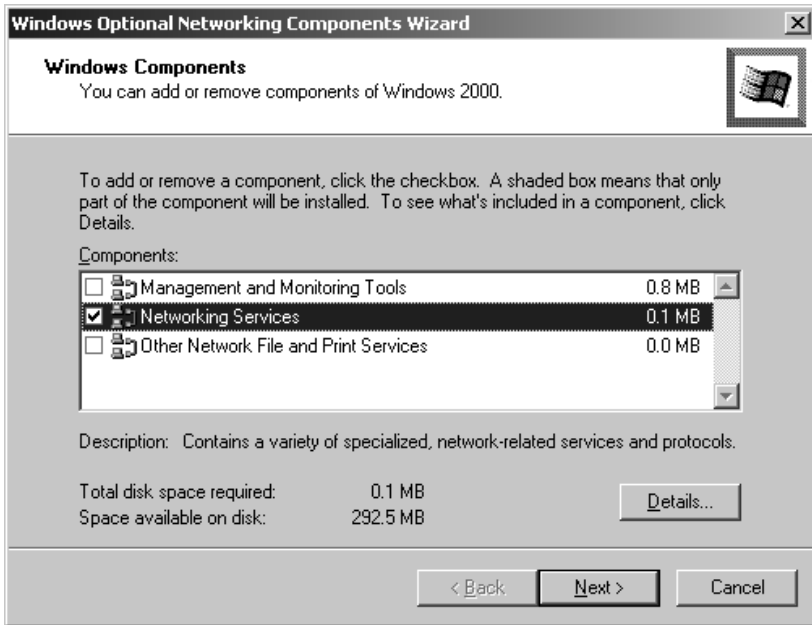 Windows Optional Networking Components Wizard
Windows Components
You can add or remove components of Windows 2000.
To add or remove a component, click the checkbox. A shaded box means that only
part of the component will be installed. To see what's included in a component, click
Details.
Components:
Management and Monitoring Tools 0.8 MB
Networking Services 0.1 MB
Other Network File and Print Services 0.0 MB
Description: Contains a variety of specialized, network-related services and protocols.
Total disk space required: 0.1 MB
Space available on disk: 292.5 MB
Details...
< Back Next > Cancel